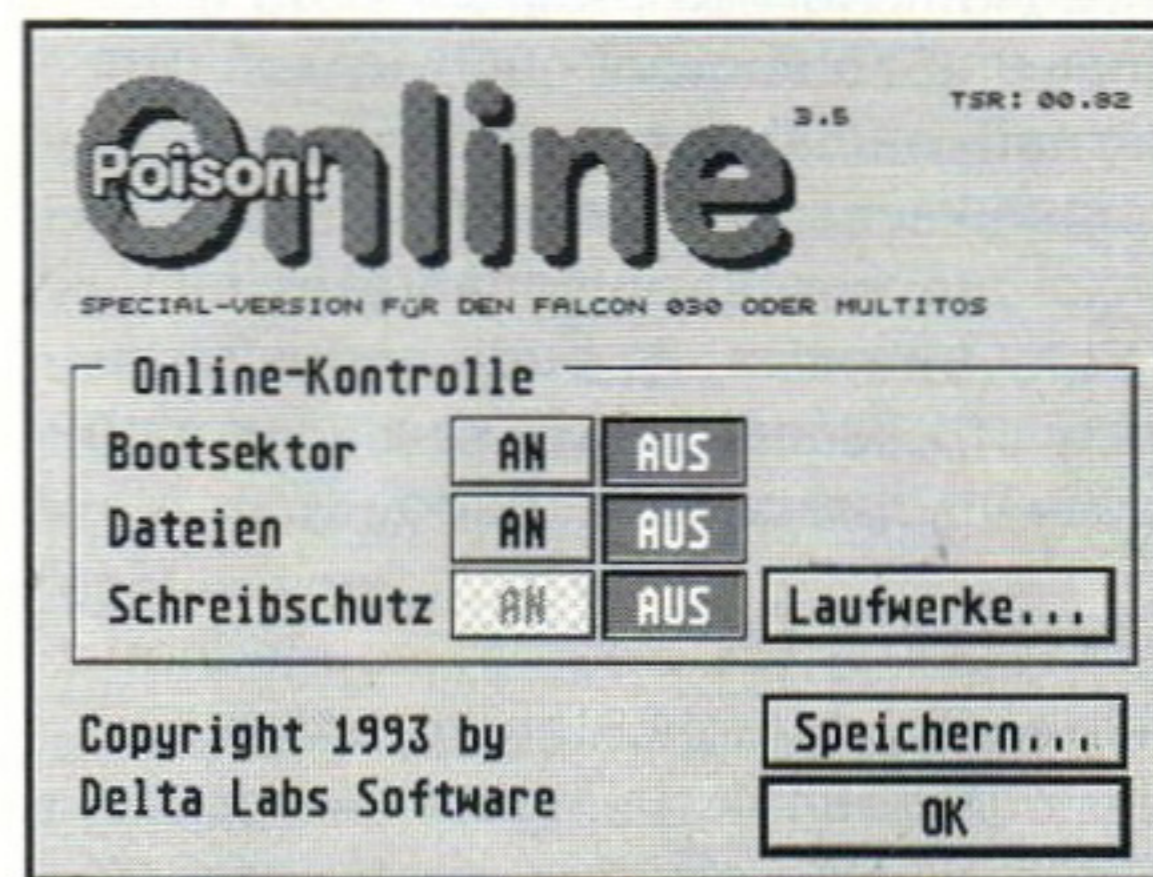 Online
Poison!
3.5
TSR: 00.82
SPECIAL-VERSION FÜR DEN FALCON 030 ODER MULTITOS
Online-Kontrolle
Bootsektor AN AUS
Dateien AN AUS
Schreibschutz AN AUS Laufwerke...
Copyright 1993 by
Delta Labs Software
Speichern...
OK